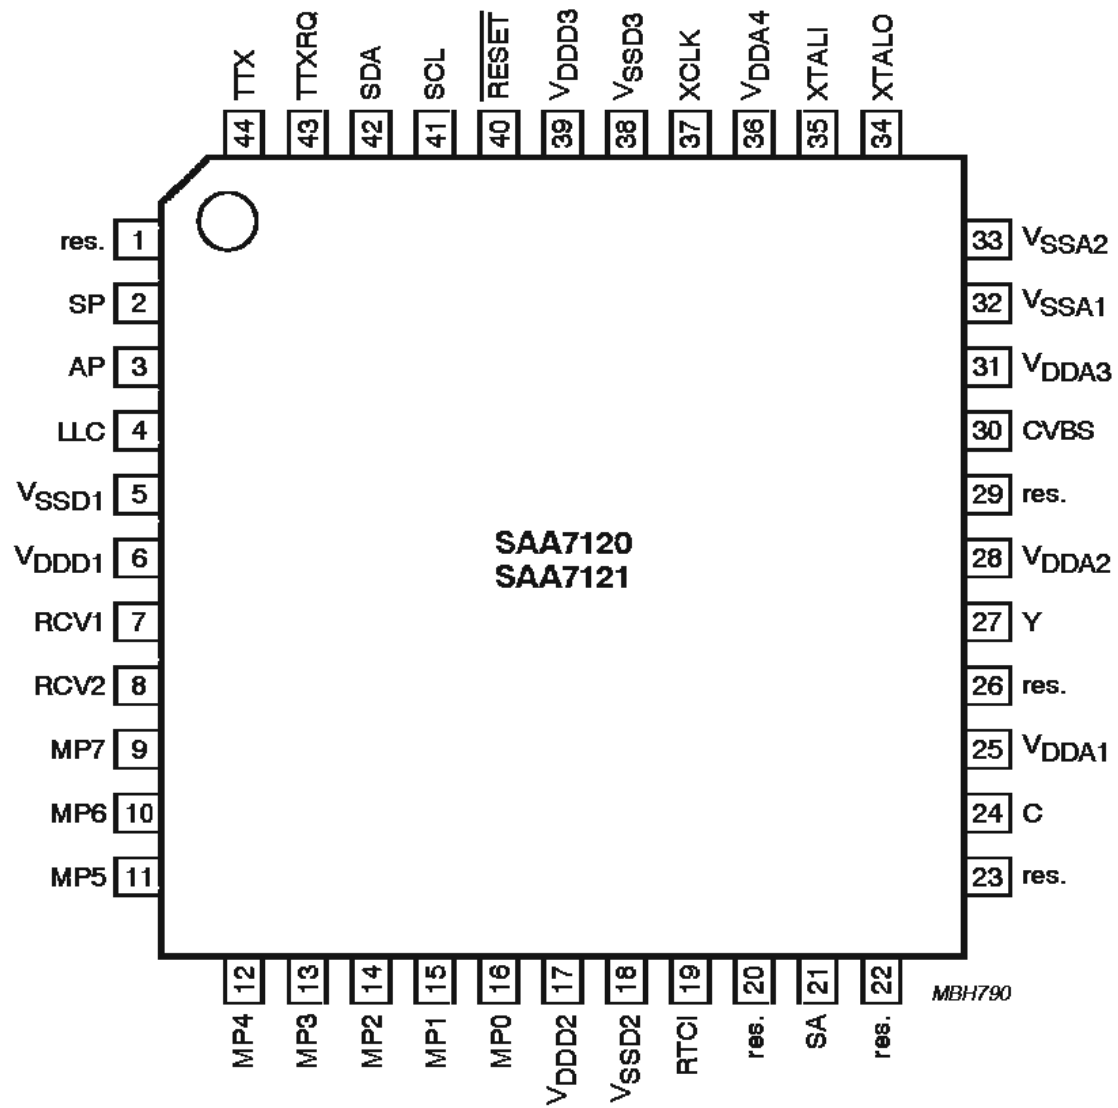 TTX
TTXRQ
SDA
SCL
RESET
VDDD3
VSSD3
XCLK
VDDA4
XTALI
XTALO
44
43
42
41
40
39
38
37
36
35
34
res. 1
SP 2
AP 3
LLC 4
VSSD1 5
VDDD1 6
RCV1 7
RCV2 8
MP7 9
MP6 10
MP5 11
SAA7120
SAA7121
33 VSSA2
32 VSSA1
31 VDDA3
30 CVBS
29 res.
28 VDDA2
27 Y
26 res.
25 VDDA1
24 C
23 res.
12
13
14
15
16
17
18
19
20
21
22
MP4
MP3
MP2
MP1
MP0
VDDD2
VSSD2
RTCI
res.
SA
res.
MBH790